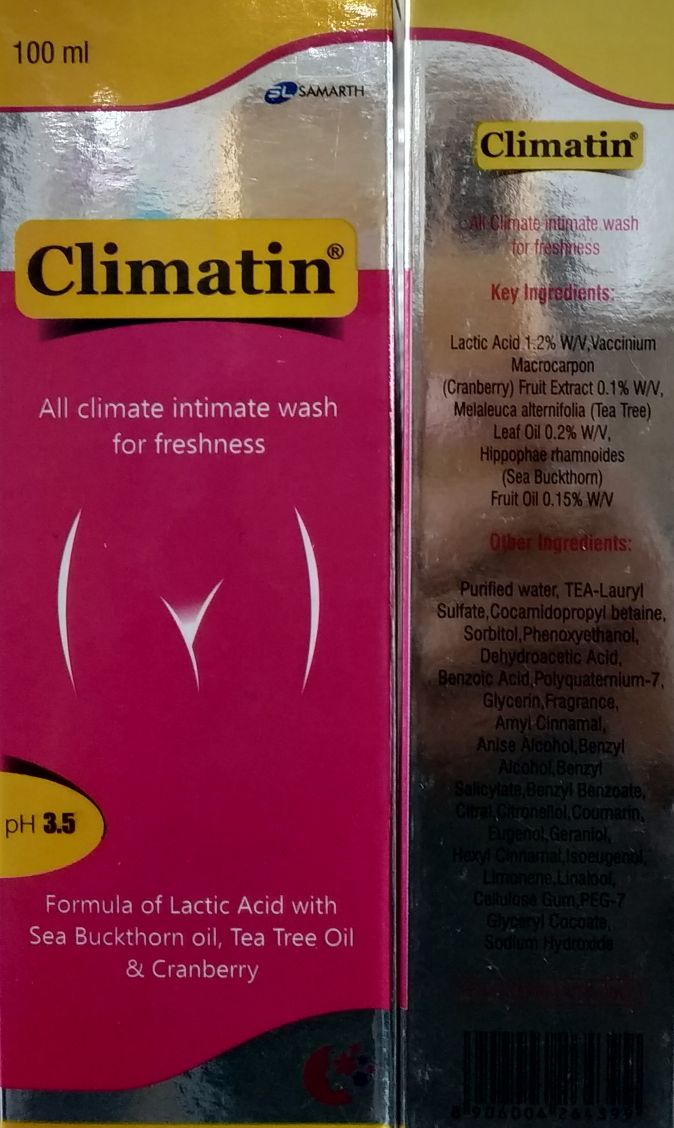 100 ml
SL SAMARTH
Climatin®
All climate intimate wash
for freshness
pH 3.5
Formula of Lactic Acid with
Sea Buckthorn oil, Tea Tree Oil
& Cranberry
Climatin®
All Climate intimate wash
for freshness
Key Ingredients:
Lactic Acid 1.2% W/V,Vaccinium
Macrocarpon
(Cranberry) Fruit Extract 0.1% W/V,
Melaleuca alternifolia (Tea Tree)
Leaf Oil 0.2% W/V,
Hippophae rhamnoides
(Sea Buckthorn)
Fruit Oil 0.15% W/V
Other Ingredients:
Purified water, TEA-Lauryl
Sulfate,Cocamidopropyl betaine,
Sorbitol,Phenoxyethanol,
Dehydroacetic Acid,
Benzoic Acid,Polyquaternium-7,
Glycerin,Fragrance,
Amyl Cinnamal,
Anise Alcohol,Benzyl
Alcohol,Benzyl
Salicylate,Benzyl Benzoate,
Citral,Citronellol,Coumarin,
Eugenol,Geraniol,
Hexyl Cinnamal,Isoeugenol,
Limonene,Linalool,
Cellulose Gum,PEG-7
Glyceryl Cocoate,
Sodium Hydroxide
8 906004 264399